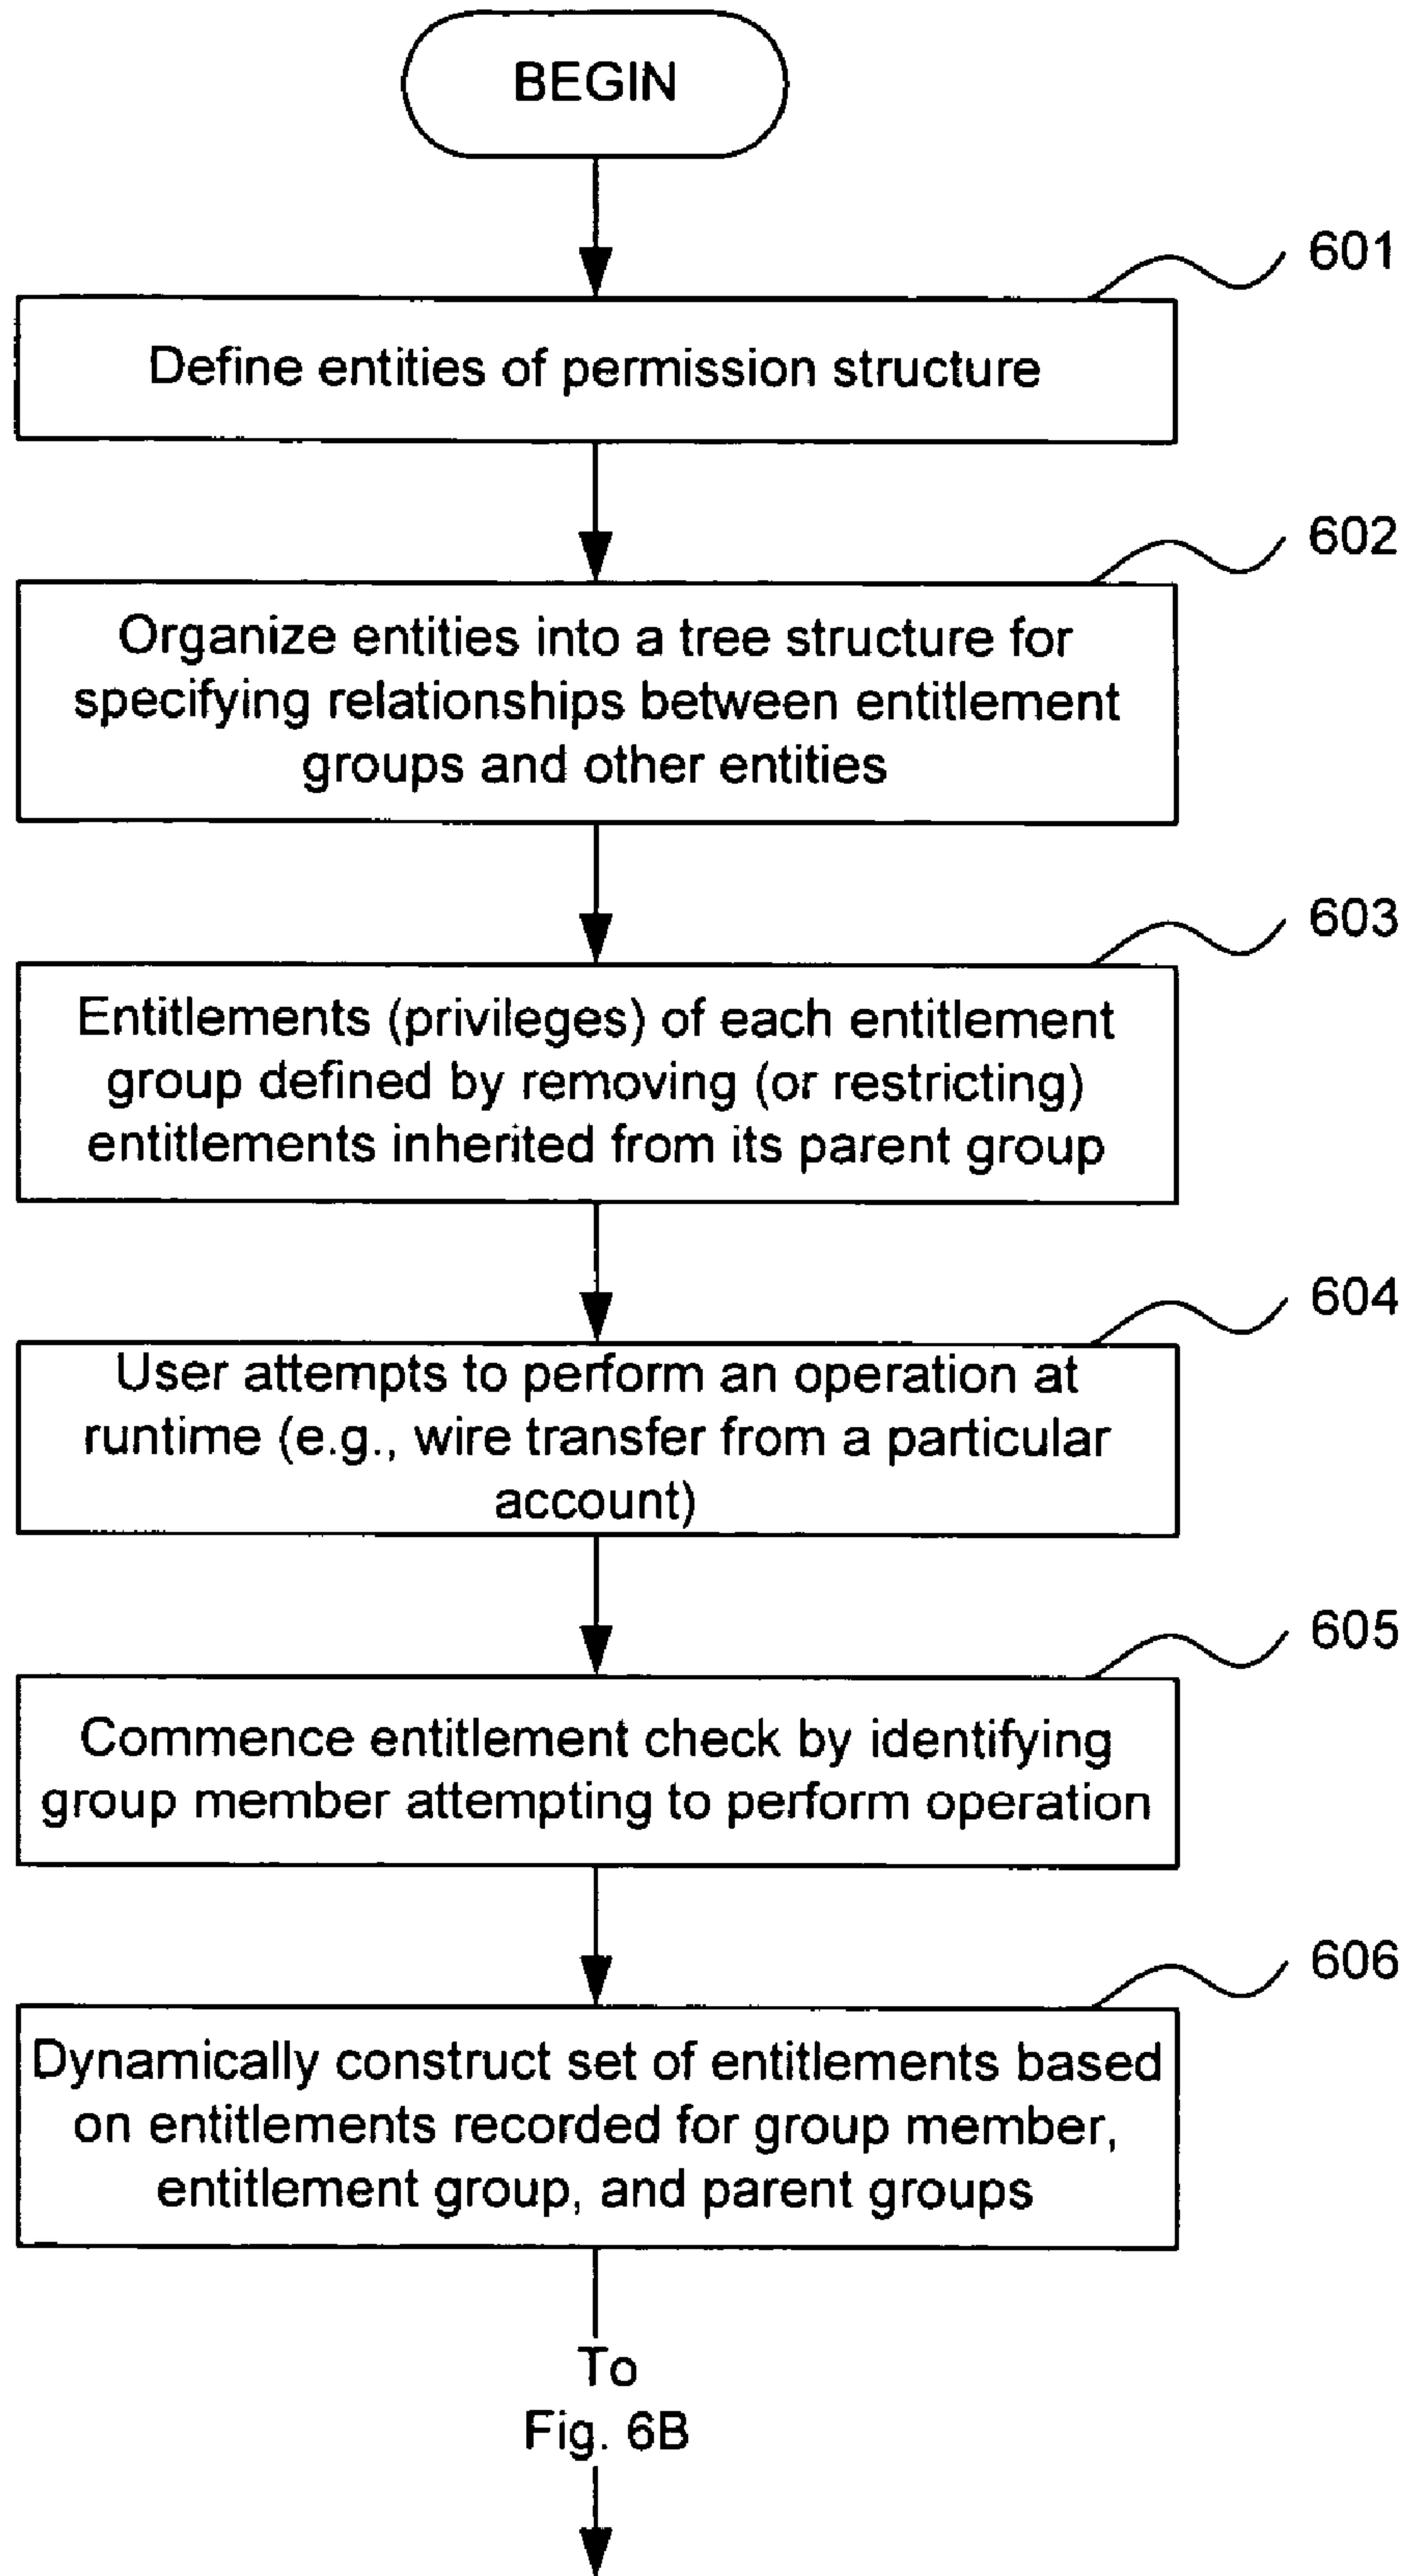 BEGIN
601
Define entities of permission structure
602
Organize entities into a tree structure for
specifying relationships between entitlement
groups and other entities
603
Entitlements (privileges) of each entitlement
group defined by removing (or restricting)
entitlements inherited from its parent group
604
User attempts to perform an operation at
runtime (e.g., wire transfer from a particular
account)
605
Commence entitlement check by identifying
group member attempting to perform operation
606
Dynamically construct set of entitlements based
on entitlements recorded for group member,
entitlement group, and parent groups
To
Fig. 6B